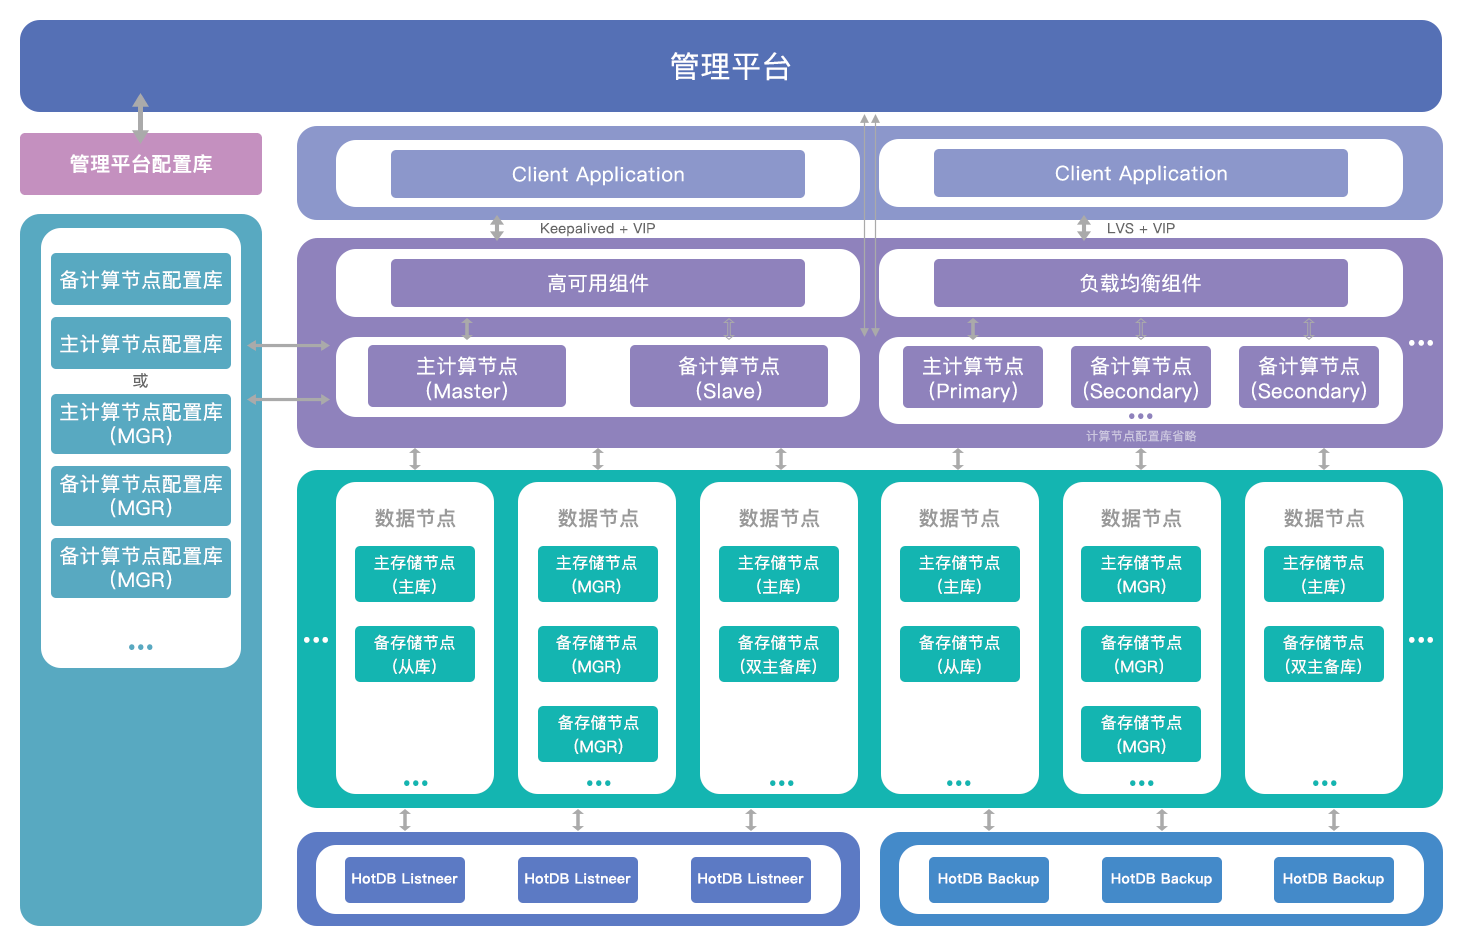 管理平台
管理平台配置库
Client Application
Client Application
Keepalived + VIP
LVS + VIP
备计算节点配置库
主计算节点配置库
或
主计算节点配置库
(MGR)
备计算节点配置库
(MGR)
备计算节点配置库
(MGR)
•••
高可用组件
负载均衡组件
主计算节点
(Master)
备计算节点
(Slave)
主计算节点
(Primary)
备计算节点
(Secondary)
备计算节点
(Secondary)
•••
•••
计算节点配置库省略
•••
数据节点
主存储节点
(主库)
备存储节点
(从库)
•••
数据节点
主存储节点
(MGR)
备存储节点
(MGR)
备存储节点
(MGR)
•••
数据节点
主存储节点
(主库)
备存储节点
(双主备库)
•••
数据节点
主存储节点
(主库)
备存储节点
(从库)
•••
数据节点
主存储节点
(MGR)
备存储节点
(MGR)
备存储节点
(MGR)
•••
数据节点
主存储节点
(主库)
备存储节点
(双主备库)
•••
•••
HotDB Listneer
HotDB Listneer
HotDB Listneer
HotDB Backup
HotDB Backup
HotDB Backup